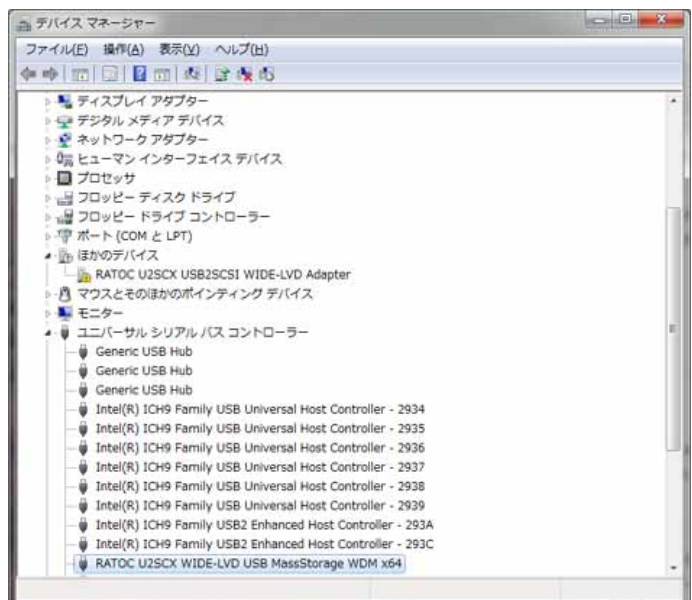 デバイス マネージャー
ファイル(F) 操作(A) 表示(V) ヘルプ(H)
ディスプレイ アダプター
デジタル メディア デバイス
ネットワーク アダプター
ヒューマン インターフェイス デバイス
プロセッサ
フロッピー ディスク ドライブ
フロッピー ドライブ コントローラー
ポート (COM と LPT)
ほかのデバイス
RATOC U2SCX USB2SCSI WIDE-LVD Adapter
マウスとそのほかのポインティング デバイス
モニター
ユニバーサル シリアル バス コントローラー
Generic USB Hub
Generic USB Hub
Generic USB Hub
Intel(R) ICH9 Family USB Universal Host Controller - 2934
Intel(R) ICH9 Family USB Universal Host Controller - 2935
Intel(R) ICH9 Family USB Universal Host Controller - 2936
Intel(R) ICH9 Family USB Universal Host Controller - 2937
Intel(R) ICH9 Family USB Universal Host Controller - 2938
Intel(R) ICH9 Family USB Universal Host Controller - 2939
Intel(R) ICH9 Family USB2 Enhanced Host Controller - 293A
Intel(R) ICH9 Family USB2 Enhanced Host Controller - 293C
RATOC U2SCX WIDE-LVD USB MassStorage WDM x64